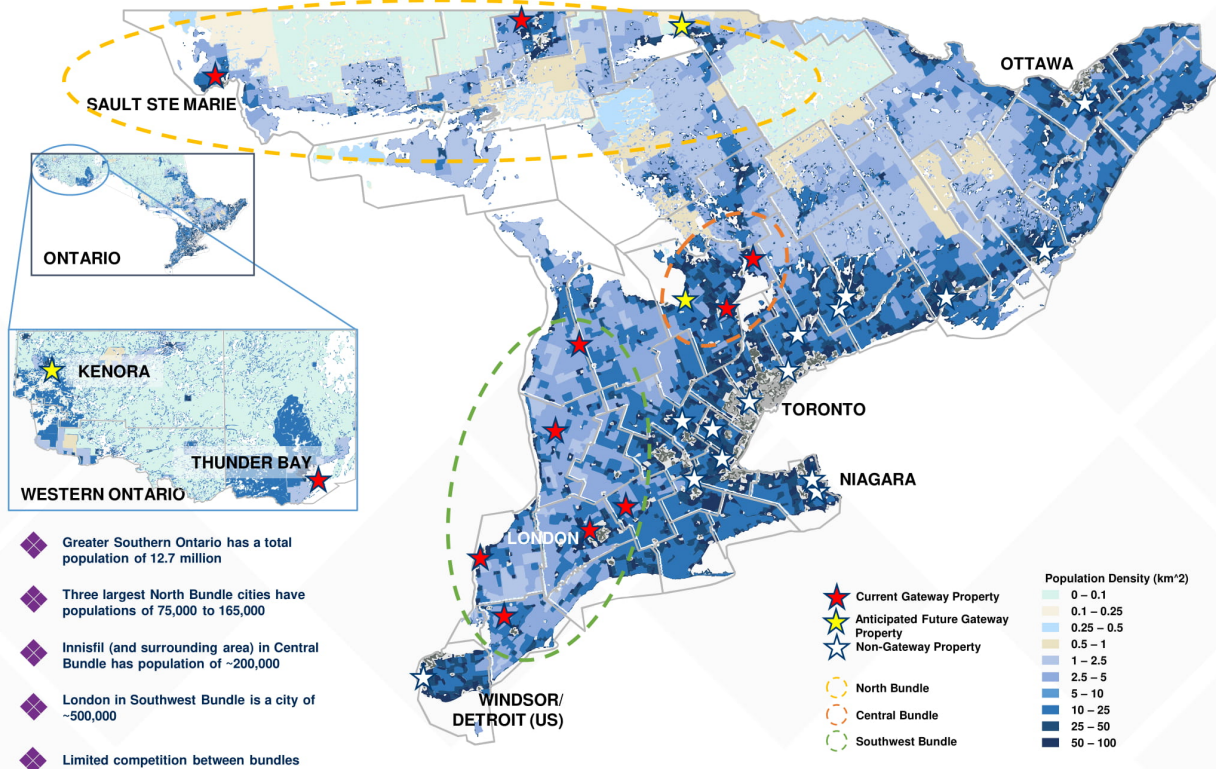 OTTAWA
SAULT STE MARIE
ONTARIO
KENORA
THUNDER BAY
WESTERN ONTARIO
TORONTO
NIAGARA
LONDON
WINDSOR/
DETROIT (US)
Greater Southern Ontario has a total
population of 12.7 million
Three largest North Bundle cities have
populations of 75,000 to 165,000
Innisfil (and surrounding area) in Central
Bundle has population of ~200,000
London in Southwest Bundle is a city of
~500,000
Limited competition between bundles
Current Gateway Property
Anticipated Future Gateway
Property
Non-Gateway Property
North Bundle
Central Bundle
Southwest Bundle
Population Density (km^2)
0 – 0.1
0.1 – 0.25
0.25 – 0.5
0.5 – 1
1 – 2.5
2.5 – 5
5 – 10
10 – 25
25 – 50
50 – 100